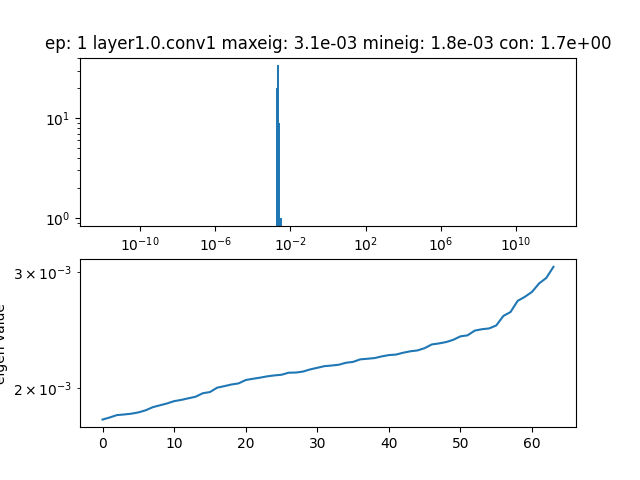 ep: 1 layer1.0.conv1 maxeig: 3.1e-03 mineig: 1.8e-03 con: 1.7e+00
10¹
10⁰
10⁻¹⁰ 10⁻⁶ 10⁻² 10² 10⁶ 10¹⁰
3 × 10⁻³
eigen value
2 × 10⁻³
0 10 20 30 40 50 60